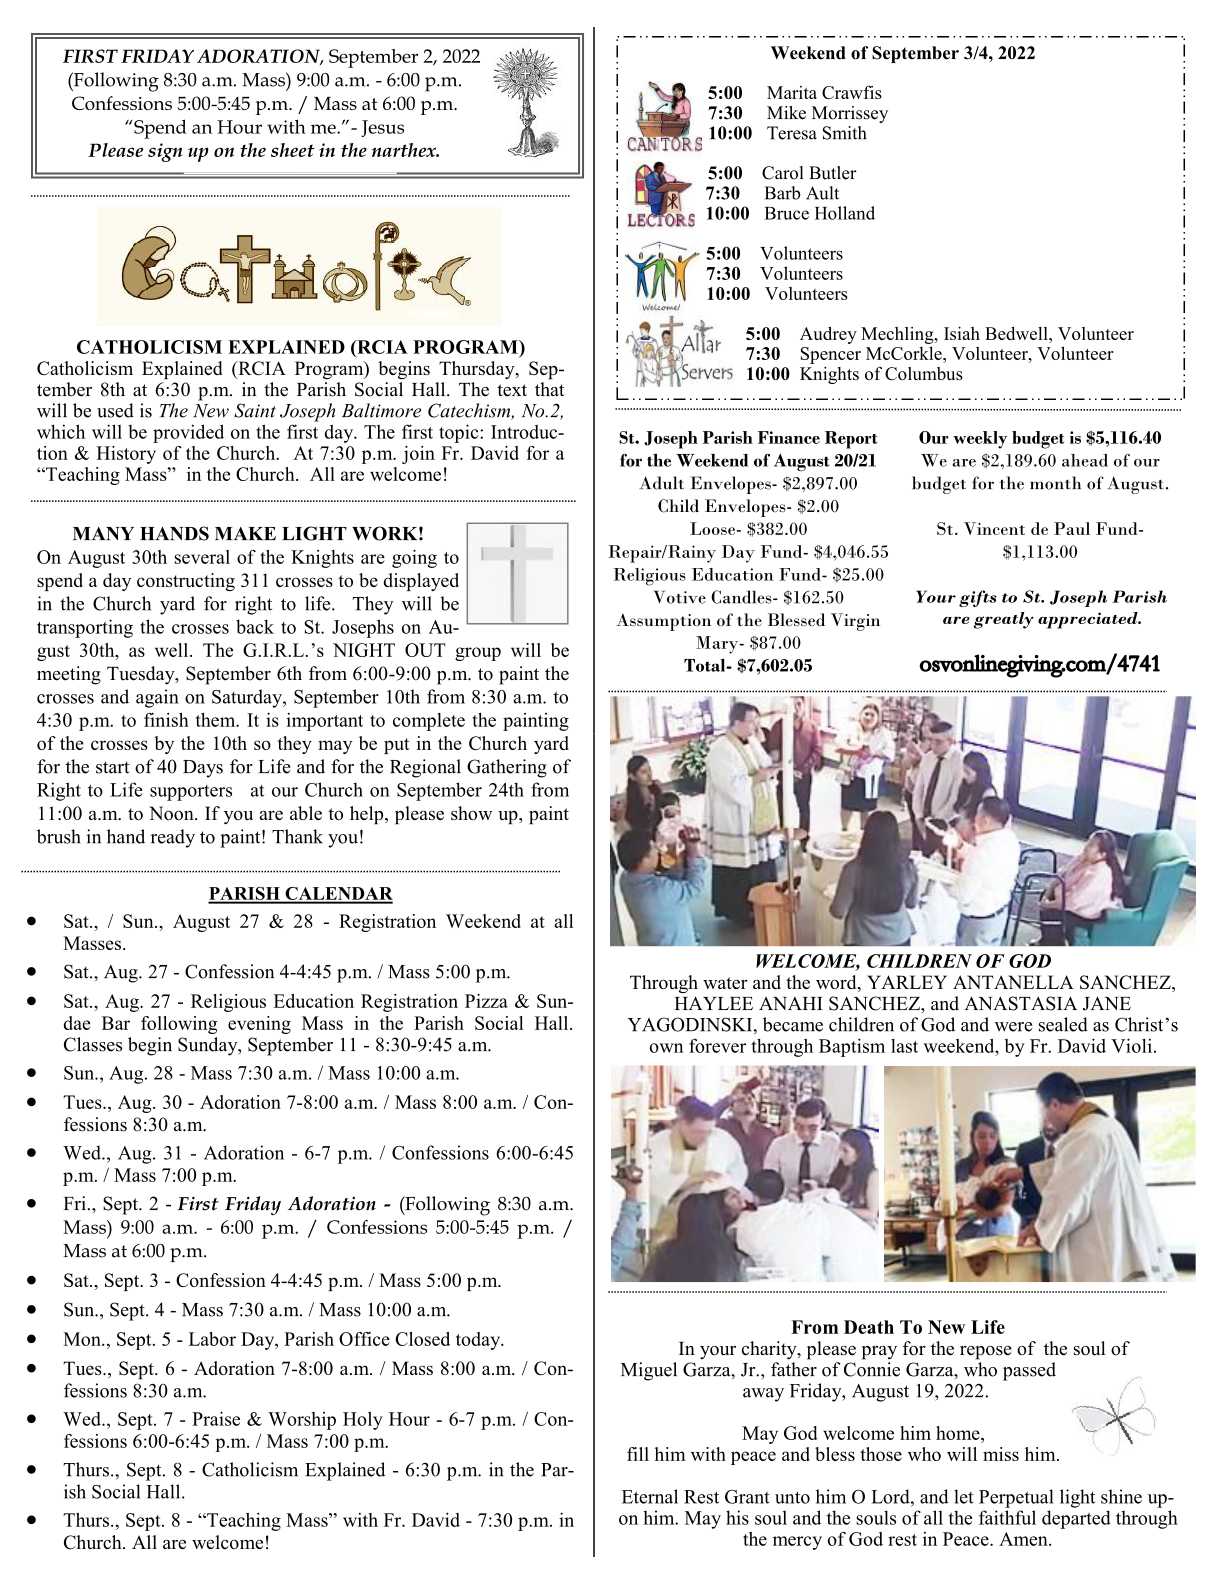 FIRST FRIDAY ADORATION, September 2, 2022
(Following 8:30 a.m. Mass) 9:00 a.m. - 6:00 p.m.
Confessions 5:00-5:45 p.m. / Mass at 6:00 p.m.
“Spend an Hour with me.”- Jesus
Please sign up on the sheet in the narthex.
Catholic
CATHOLICISM EXPLAINED (RCIA PROGRAM)
Catholicism Explained (RCIA Program) begins Thursday, Sep-
tember 8th at 6:30 p.m. in the Parish Social Hall. The text that
will be used is The New Saint Joseph Baltimore Catechism, No.2,
which will be provided on the first day. The first topic: Introduc-
tion & History of the Church. At 7:30 p.m. join Fr. David for a
“Teaching Mass” in the Church. All are welcome!
MANY HANDS MAKE LIGHT WORK!
On August 30th several of the Knights are going to
spend a day constructing 311 crosses to be displayed
in the Church yard for right to life. They will be
transporting the crosses back to St. Josephs on Au-
gust 30th, as well. The G.I.R.L.’s NIGHT OUT group will be
meeting Tuesday, September 6th from 6:00-9:00 p.m. to paint the
crosses and again on Saturday, September 10th from 8:30 a.m. to
4:30 p.m. to finish them. It is important to complete the painting
of the crosses by the 10th so they may be put in the Church yard
for the start of 40 Days for Life and for the Regional Gathering of
Right to Life supporters at our Church on September 24th from
11:00 a.m. to Noon. If you are able to help, please show up, paint
brush in hand ready to paint! Thank you!
PARISH CALENDAR
• Sat., / Sun., August 27 & 28 - Registration Weekend at all
Masses.
• Sat., Aug. 27 - Confession 4-4:45 p.m. / Mass 5:00 p.m.
• Sat., Aug. 27 - Religious Education Registration Pizza & Sun-
dae Bar following evening Mass in the Parish Social Hall.
Classes begin Sunday, September 11 - 8:30-9:45 a.m.
• Sun., Aug. 28 - Mass 7:30 a.m. / Mass 10:00 a.m.
• Tues., Aug. 30 - Adoration 7-8:00 a.m. / Mass 8:00 a.m. / Con-
fessions 8:30 a.m.
• Wed., Aug. 31 - Adoration - 6-7 p.m. / Confessions 6:00-6:45
p.m. / Mass 7:00 p.m.
• Fri., Sept. 2 - First Friday Adoration - (Following 8:30 a.m.
Mass) 9:00 a.m. - 6:00 p.m. / Confessions 5:00-5:45 p.m. /
Mass at 6:00 p.m.
• Sat., Sept. 3 - Confession 4-4:45 p.m. / Mass 5:00 p.m.
• Sun., Sept. 4 - Mass 7:30 a.m. / Mass 10:00 a.m.
• Mon., Sept. 5 - Labor Day, Parish Office Closed today.
• Tues., Sept. 6 - Adoration 7-8:00 a.m. / Mass 8:00 a.m. / Con-
fessions 8:30 a.m.
• Wed., Sept. 7 - Praise & Worship Holy Hour - 6-7 p.m. / Con-
fessions 6:00-6:45 p.m. / Mass 7:00 p.m.
• Thurs., Sept. 8 - Catholicism Explained - 6:30 p.m. in the Par-
ish Social Hall.
• Thurs., Sept. 8 - “Teaching Mass” with Fr. David - 7:30 p.m. in
Church. All are welcome!
Weekend of September 3/4, 2022
CANTORS
5:00 Marita Crawfis
7:30 Mike Morrissey
10:00 Teresa Smith
LECTORS
5:00 Carol Butler
7:30 Barb Ault
10:00 Bruce Holland
Welcome!
5:00 Volunteers
7:30 Volunteers
10:00 Volunteers
Altar
Servers
5:00 Audrey Mechling, Isiah Bedwell, Volunteer
7:30 Spencer McCorkle, Volunteer, Volunteer
10:00 Knights of Columbus
St. Joseph Parish Finance Report
for the Weekend of August 20/21
Adult Envelopes- $2,897.00
Child Envelopes- $2.00
Loose- $382.00
Repair/Rainy Day Fund- $4,046.55
Religious Education Fund- $25.00
Votive Candles- $162.50
Assumption of the Blessed Virgin
Mary- $87.00
Total- $7,602.05
Our weekly budget is $5,116.40
We are $2,189.60 ahead of our
budget for the month of August.
St. Vincent de Paul Fund-
$1,113.00
Your gifts to St. Joseph Parish
are greatly appreciated.
osvonlinegiving.com/4741
WELCOME, CHILDREN OF GOD
Through water and the word, YARLEY ANTANELLA SANCHEZ,
HAYLEE ANAHI SANCHEZ, and ANASTASIA JANE
YAGODINSKI, became children of God and were sealed as Christ’s
own forever through Baptism last weekend, by Fr. David Violi.
From Death To New Life
In your charity, please pray for the repose of the soul of
Miguel Garza, Jr., father of Connie Garza, who passed
away Friday, August 19, 2022.
May God welcome him home,
fill him with peace and bless those who will miss him.
Eternal Rest Grant unto him O Lord, and let Perpetual light shine up-
on him. May his soul and the souls of all the faithful departed through
the mercy of God rest in Peace. Amen.